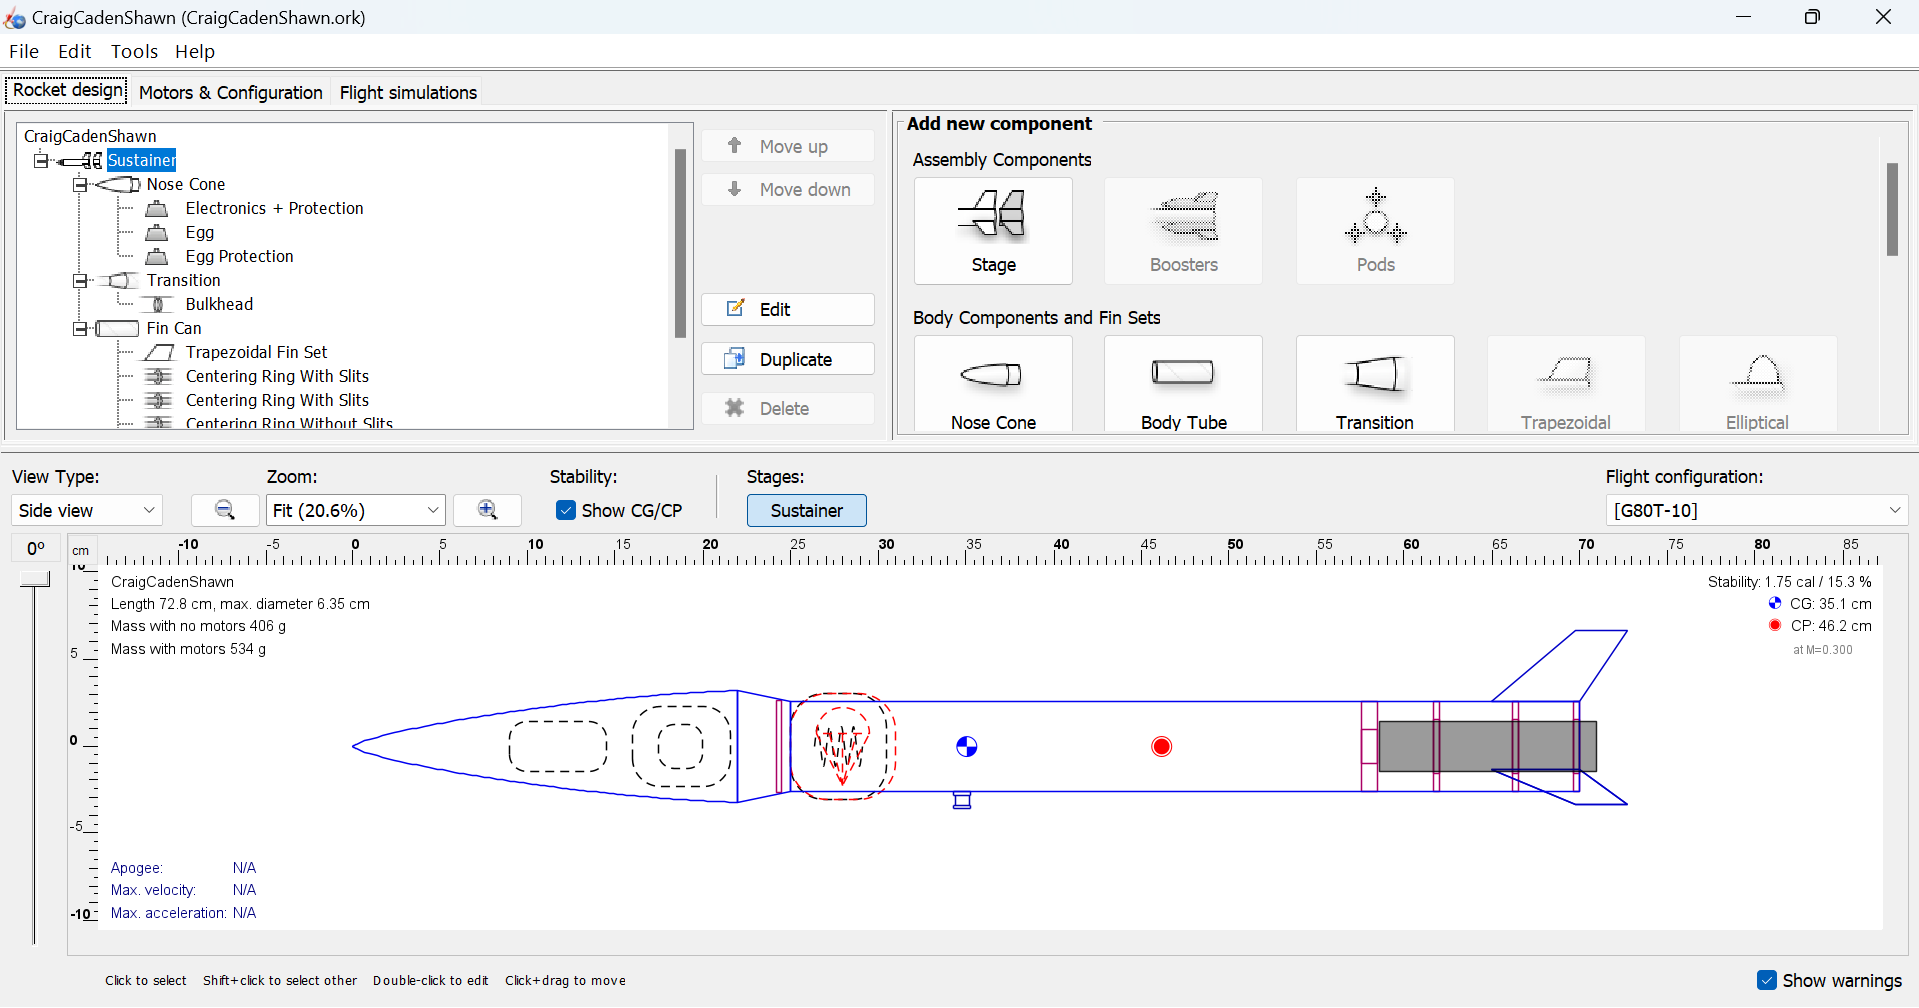 CraigCadenShawn (CraigCadenShawn.ork)
File Edit Tools Help
Rocket design Motors & Configuration Flight simulations
CraigCadenShawn
Sustainer
Nose Cone
Electronics + Protection
Egg
Egg Protection
Transition
Bulkhead
Fin Can
Trapezoidal Fin Set
Centering Ring With Slits
Centering Ring With Slits
Centering Ring Without Slits
Move up
Move down
Edit
Duplicate
Delete
Add new component
Assembly Components
Stage Boosters Pods
Body Components and Fin Sets
Nose Cone Body Tube Transition Trapezoidal Elliptical
View Type: Zoom: Stability: Stages: Flight configuration:
Side view Fit (20.6%) Show CG/CP Sustainer [G80T-10]
0° cm -10 -5 0 5 10 15 20 25 30 35 40 45 50 55 60 65 70 75 80 85
10
5
0
-5
-10
CraigCadenShawn
Length 72.8 cm, max. diameter 6.35 cm
Mass with no motors 406 g
Mass with motors 534 g
Stability: 1.75 cal / 15.3 %
CG: 35.1 cm
CP: 46.2 cm
at M=0.300
Apogee: N/A
Max. velocity: N/A
Max. acceleration: N/A
Click to select Shift+click to select other Double-click to edit Click+drag to move
Show warnings